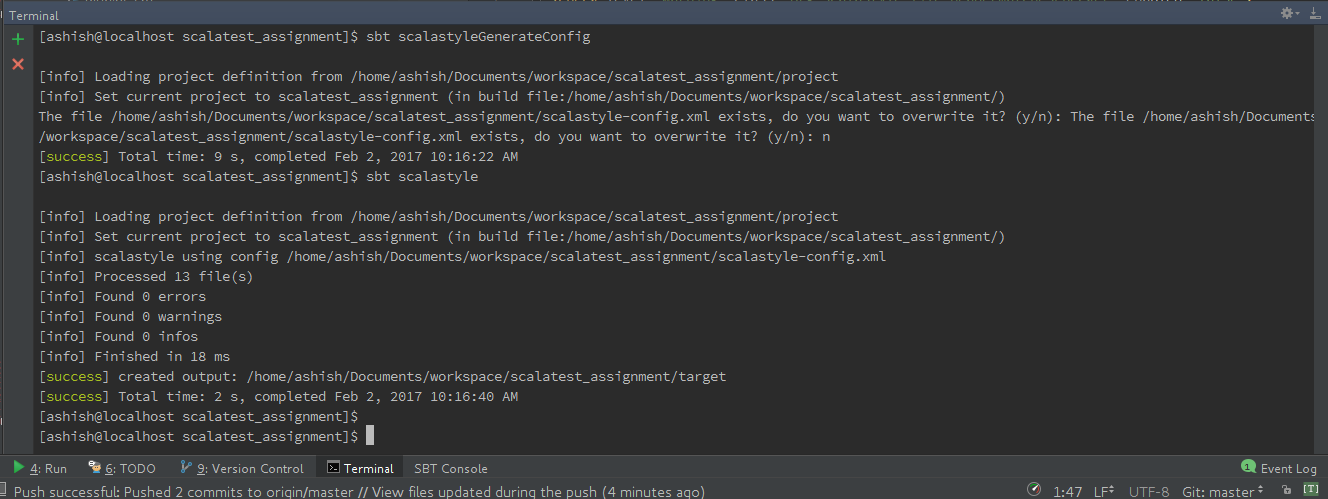 Terminal
[ashish@localhost scalatest_assignment]$ sbt scalastyleGenerateConfig
[info] Loading project definition from /home/ashish/Documents/workspace/scalatest_assignment/project
[info] Set current project to scalatest_assignment (in build file:/home/ashish/Documents/workspace/scalatest_assignment/)
The file /home/ashish/Documents/workspace/scalatest_assignment/scalastyle-config.xml exists, do you want to overwrite it? (y/n): The file /home/ashish/Documents
/workspace/scalatest_assignment/scalastyle-config.xml exists, do you want to overwrite it? (y/n): n
[success] Total time: 9 s, completed Feb 2, 2017 10:16:22 AM
[ashish@localhost scalatest_assignment]$ sbt scalastyle
[info] Loading project definition from /home/ashish/Documents/workspace/scalatest_assignment/project
[info] Set current project to scalatest_assignment (in build file:/home/ashish/Documents/workspace/scalatest_assignment/)
[info] scalastyle using config /home/ashish/Documents/workspace/scalatest_assignment/scalastyle-config.xml
[info] Processed 13 file(s)
[info] Found 0 errors
[info] Found 0 warnings
[info] Found 0 infos
[info] Finished in 18 ms
[success] created output: /home/ashish/Documents/workspace/scalatest_assignment/target
[success] Total time: 2 s, completed Feb 2, 2017 10:16:40 AM
[ashish@localhost scalatest_assignment]$
[ashish@localhost scalatest_assignment]$
4: Run 6: TODO 9: Version Control Terminal SBT Console 1 Event Log
Push successful: Pushed 2 commits to origin/master // View files updated during the push (4 minutes ago) 1:47 LF UTF-8 Git: master [T]